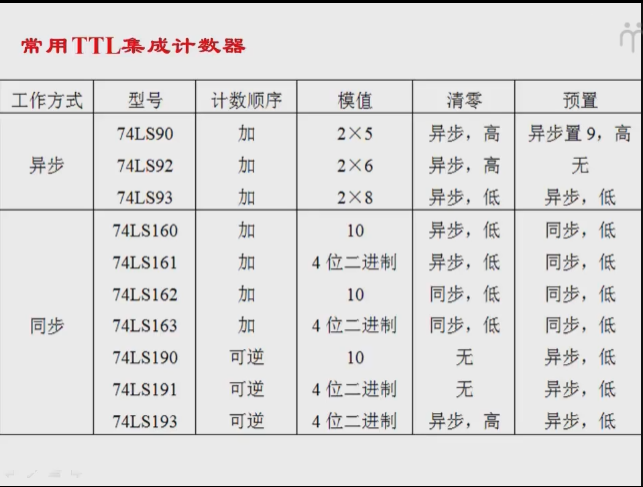 常用TTL集成计数器
工作方式 型号 计数顺序 模值 清零 预置
74LS90 加 2×5 异步，高 异步置 9，高
异步 74LS92 加 2×6 异步，高 无
74LS93 加 2×8 异步，低 异步，低
74LS160 加 10 异步，低 同步，低
74LS161 加 4 位二进制 异步，低 同步，低
74LS162 加 10 同步，低 同步，低
同步 74LS163 加 4 位二进制 同步，低 同步，低
74LS190 可逆 10 无 异步，低
74LS191 可逆 4 位二进制 无 异步，低
74LS193 可逆 4 位二进制 异步，高 异步，低